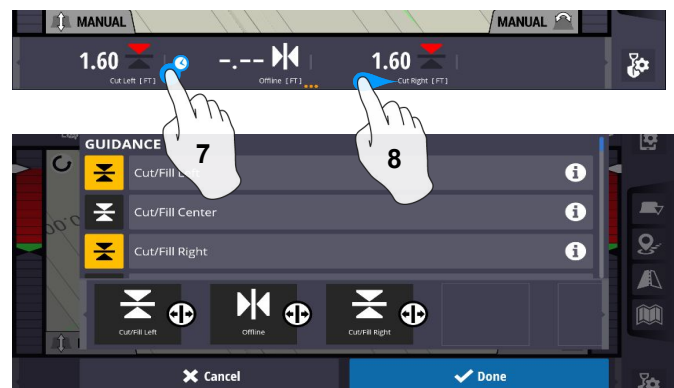 MANUAL MANUAL
1.60 -.-- 1.60
Cut Left [FT] Offline [FT] Cut Right [FT]
7 8
GUIDANCE
Cut/Fill Left
Cut/Fill Center
Cut/Fill Right
Cut/Fill Left Offline Cut/Fill Right
Cancel Done